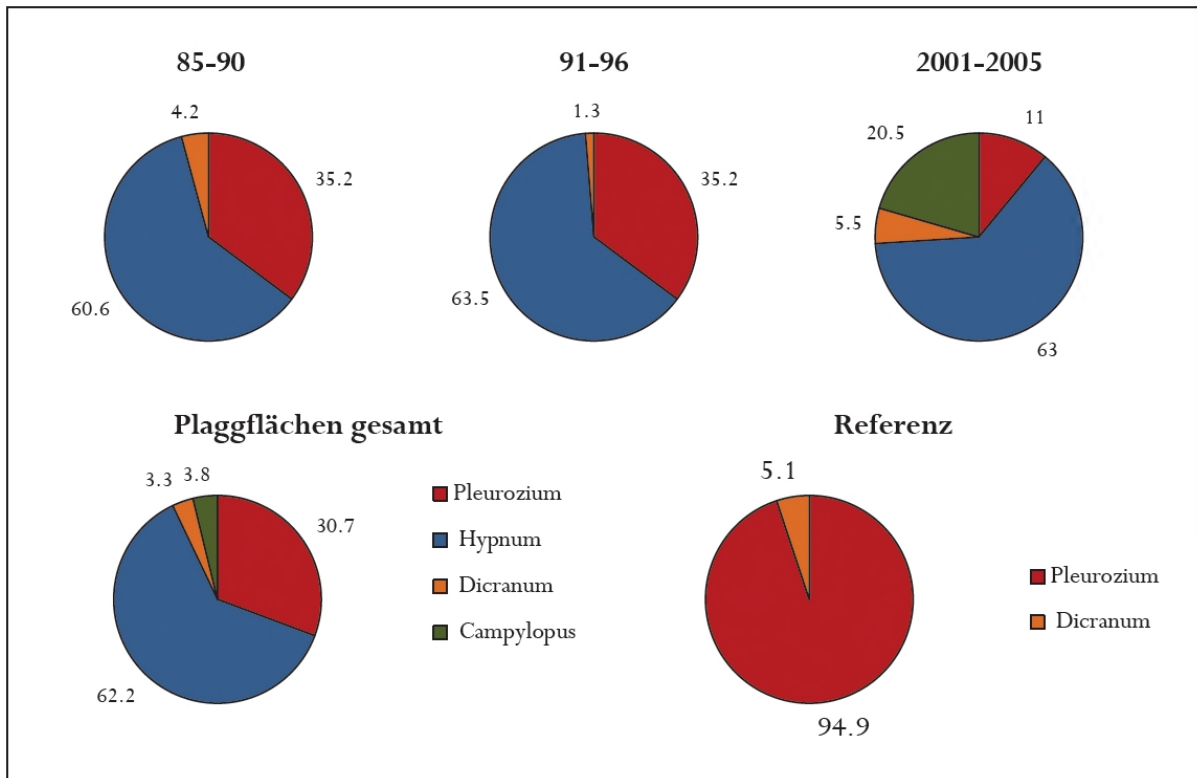 85-90
4.2
35.2
60.6
91-96
1.3
35.2
63.5
2001-2005
11
20.5
5.5
63
Plaggflächen gesamt
3.3
3.8
30.7
62.2
Pleurozium
Hypnum
Dicranum
Campylopus
Referenz
5.1
94.9
Pleurozium
Dicranum